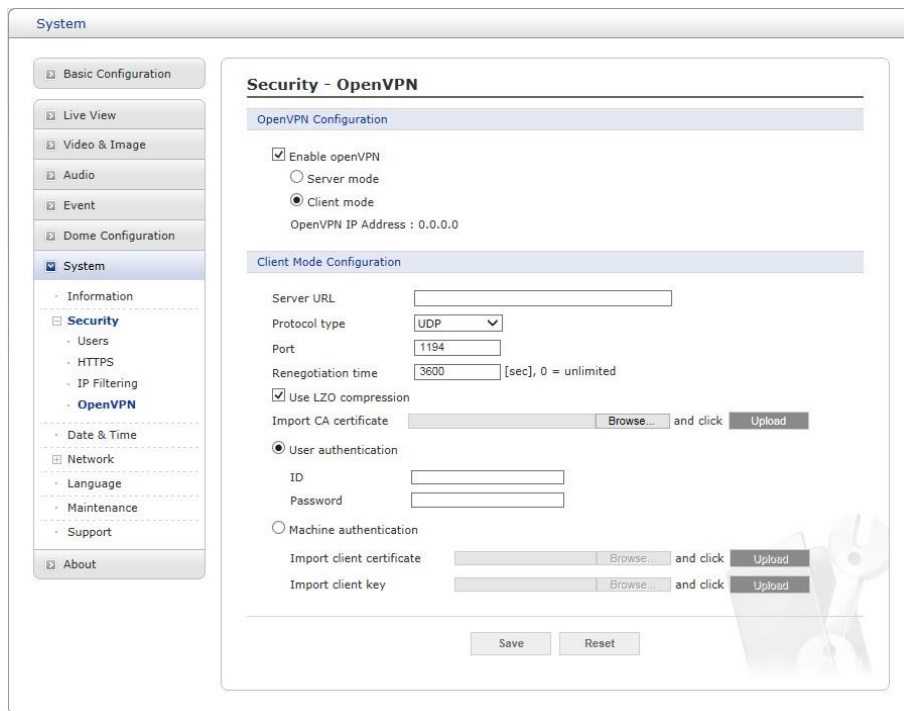 System
Basic Configuration
Live View
Video & Image
Audio
Event
Dome Configuration
System
Information
Security
Users
HTTPS
IP Filtering
OpenVPN
Date & Time
Network
Language
Maintenance
Support
About
Security - OpenVPN
OpenVPN Configuration
Enable openVPN
Server mode
Client mode
OpenVPN IP Address : 0.0.0.0
Client Mode Configuration
Server URL
Protocol type UDP
Port 1194
Renegotiation time 3600 [sec], 0 = unlimited
Use LZO compression
Import CA certificate Browse... and click Upload
User authentication
ID
Password
Machine authentication
Import client certificate Browse... and click Upload
Import client key Browse... and click Upload
Save Reset